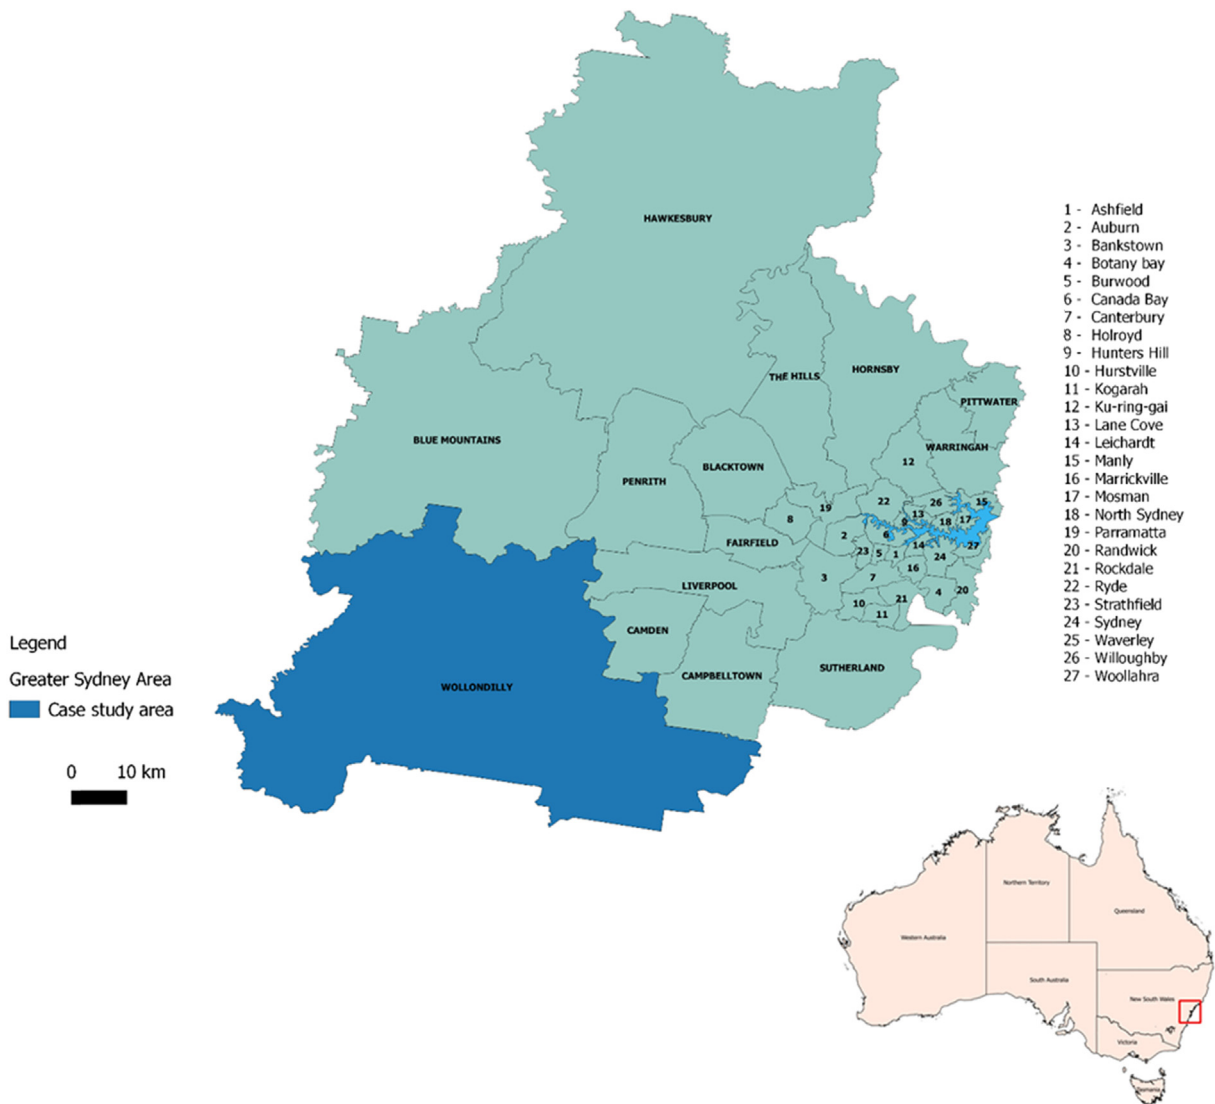 HAWKESBURY
THE HILLS
HORNSBY
PITTWATER
WARRINGAH
BLUE MOUNTAINS
PENRITH
BLACKTOWN
12
22
26
15
19
8
13
18
17
9
6
2
27
FAIRFIELD
23
5
1
14
24
16
LIVERPOOL
3
7
4
20
10
21
11
CAMDEN
CAMPBELLTOWN
SUTHERLAND
WOLLONDILLY
1 - Ashfield
2 - Auburn
3 - Bankstown
4 - Botany bay
5 - Burwood
6 - Canada Bay
7 - Canterbury
8 - Holroyd
9 - Hunters Hill
10 - Hurstville
11 - Kogarah
12 - Ku-ring-gai
13 - Lane Cove
14 - Leichardt
15 - Manly
16 - Marrickville
17 - Mosman
18 - North Sydney
19 - Parramatta
20 - Randwick
21 - Rockdale
22 - Ryde
23 - Strathfield
24 - Sydney
25 - Waverley
26 - Willoughby
27 - Woollahra
Legend
Greater Sydney Area
Case study area
0 10 km
Northern Territory
Queensland
Western Australia
South Australia
New South Wales
Victoria
Tasmania